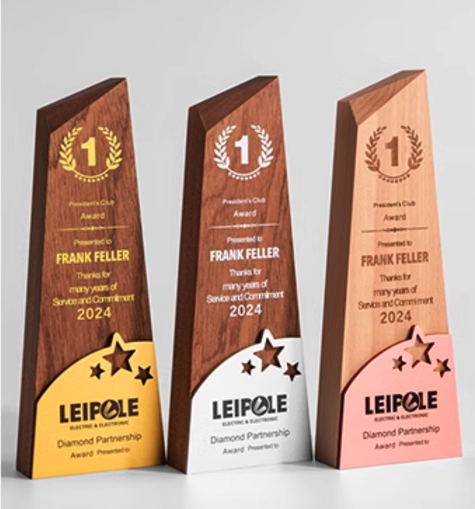 1
President's Club
Award
Presented to
FRANK FELLER
Thanks for
many years of
Service and Commitment
2024
LEIPOLE
ELECTRIC & ELECTRONIC
Diamond Partnership
Award Presented to
1
President's Club
Award
Presented to
FRANK FELLER
Thanks for
many years of
Service and Commitment
2024
LEIPOLE
ELECTRIC & ELECTRONIC
Diamond Partnership
Award Presented to
1
President's Club
Award
Presented to
FRANK FELLER
Thanks for
many years of
Service and Commitment
2024
LEIPOLE
ELECTRIC & ELECTRONIC
Diamond Partnership
Award Presented to